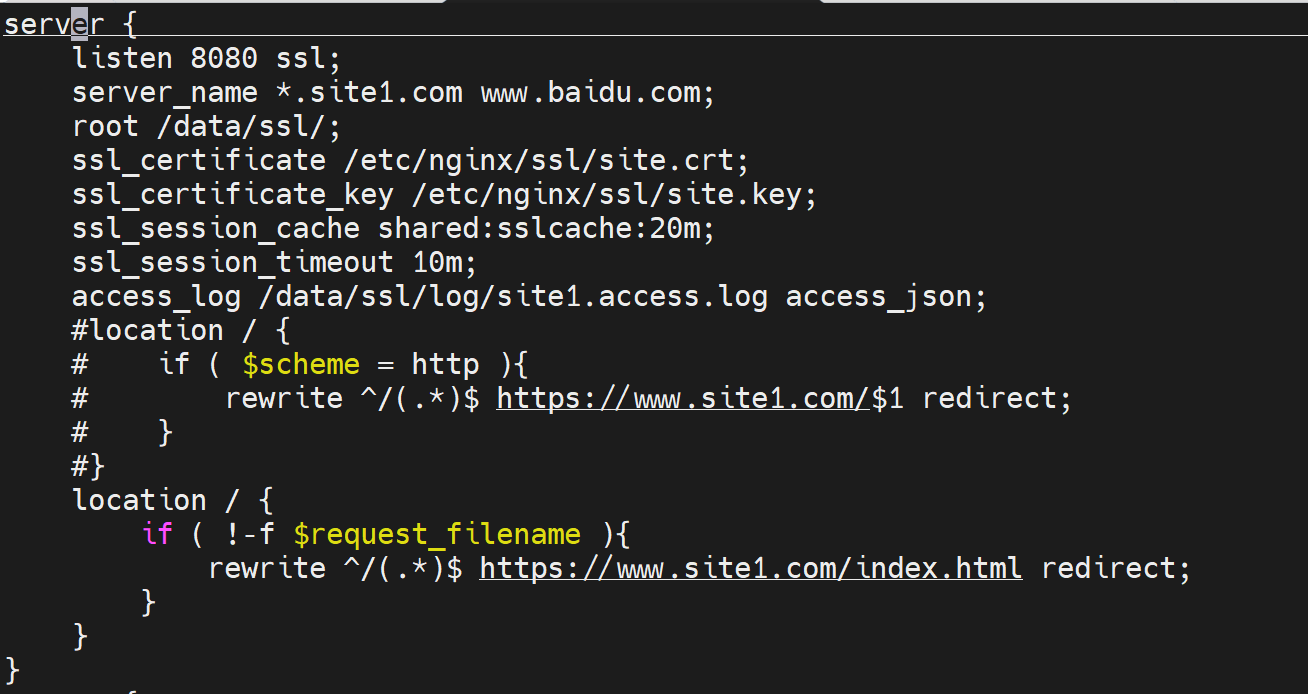 server {
    listen 8080 ssl;
    server_name *.site1.com www.baidu.com;
    root /data/ssl/;
    ssl_certificate /etc/nginx/ssl/site.crt;
    ssl_certificate_key /etc/nginx/ssl/site.key;
    ssl_session_cache shared:sslcache:20m;
    ssl_session_timeout 10m;
    access_log /data/ssl/log/site1.access.log access_json;
    #location / {
    #    if ( $scheme = http ){
    #        rewrite ^/(.*)$ https://www.site1.com/$1 redirect;
    #    }
    #}
    location / {
        if ( !-f $request_filename ){
            rewrite ^/(.*)$ https://www.site1.com/index.html redirect;
        }
    }
}